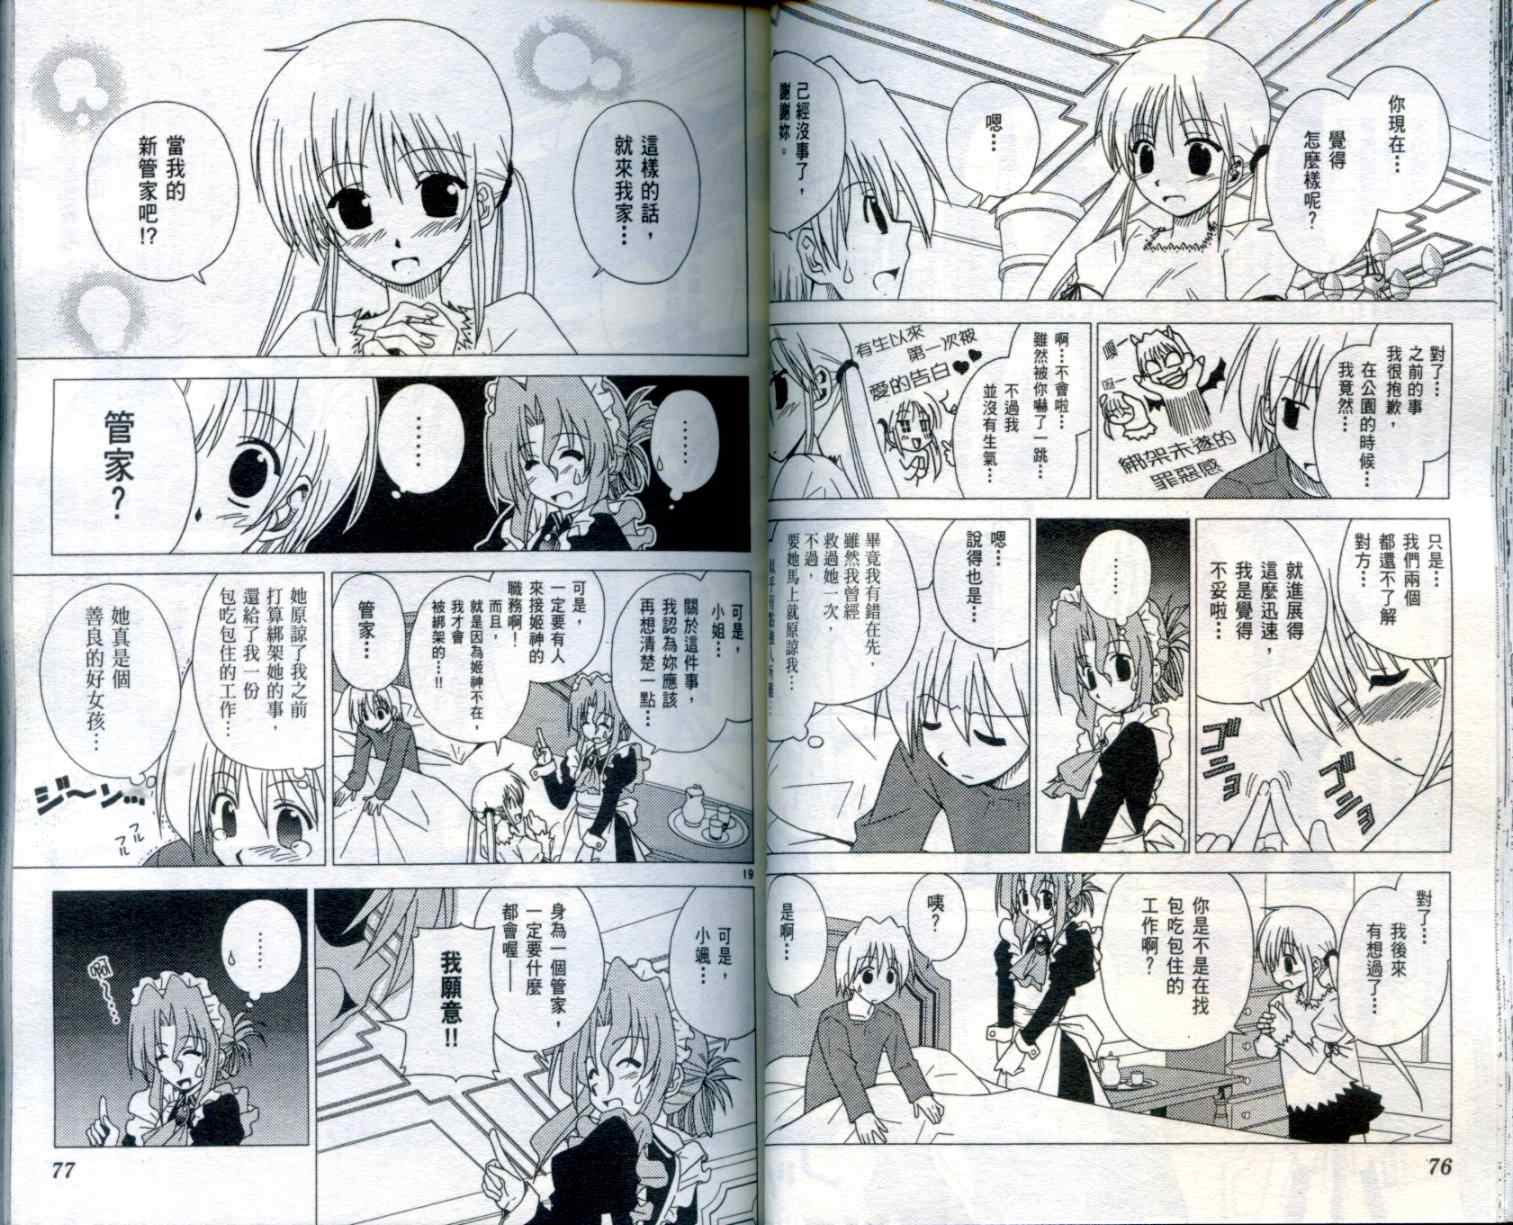 你現在…
覺得
怎麼樣呢?
嗯…
己經沒事了，
謝謝妳。
對了…
之前的事
我很抱歉，
在公園的時候…
我竟然…
綁架未遂的
罪惡感
啊…不會啦…
雖然被你嚇了一跳…
不過我
並沒有生氣…
有生以來
第一次被
愛的告白
只是…
我們兩個
都還不了解
對方…
就進展得
這麼迅速，
我是覺得
不妥啦…
ゴニョ
ゴニョ
……
嗯…
說得也是…
畢竟我有錯在先，
雖然我曾經
救過她一次，
不過，
要她馬上就原諒我…
對了…
我後來
有想過了…
你是不是在找
包吃包住的
工作啊?
咦?
是啊…
76
這樣的話，
就來我家…
當我的
新管家吧!?
……
……
管家?
可是，
小姐…
關於這件事，
我認為妳應該
再想清楚一點…
可是，
一定要有人
來接姬神的
職務啊!
而且，
就是因為姬神不在，
我才會
被綁架的…!!
管家…
她原諒了我之前
打算綁架她的事，
還給了我一份
包吃包住的工作…
她真是個
善良的好女孩…
ジ〜ン…
フル
フル
19
可是，
小颯…
身為一個管家，
一定要什麼
都會喔——
我願意!!
……
啊〜…
77